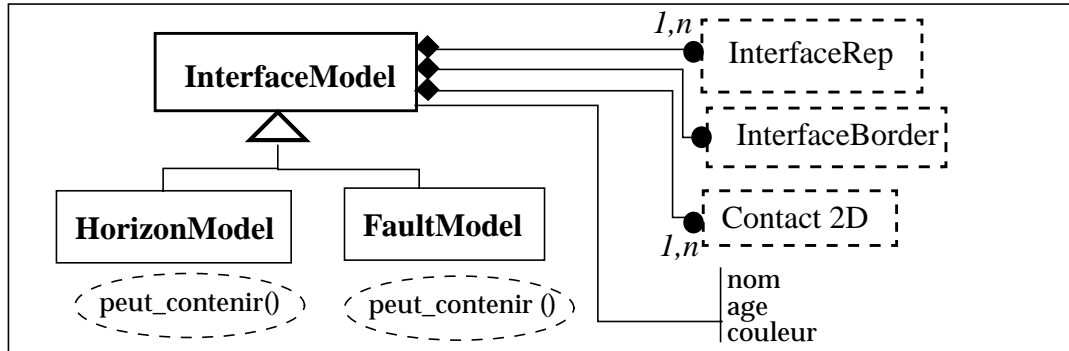 1,n
InterfaceModel
InterfaceRep
InterfaceBorder
HorizonModel
FaultModel
Contact 2D
1,n
peut_contenir()
peut_contenir ()
nom
age
couleur